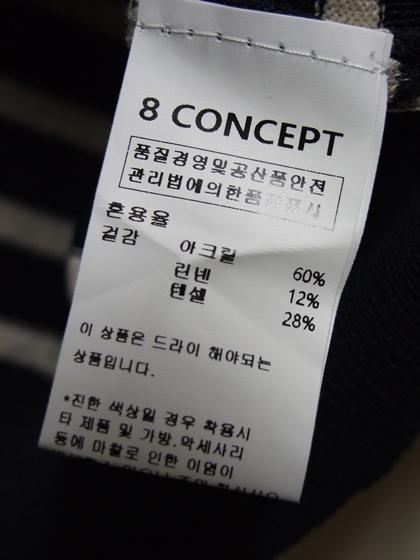 8 CONCEPT
품질경영및공산품안전
관리법에의한품질표시
혼용율
겉감 아크릴 60%
린넨 12%
텐셀 28%
이 상품은 드라이 해야되는
상품입니다.
*진한 색상일 경우 착용시
타 제품 및 가방.악세사리
등에 마찰로 인한 이염이